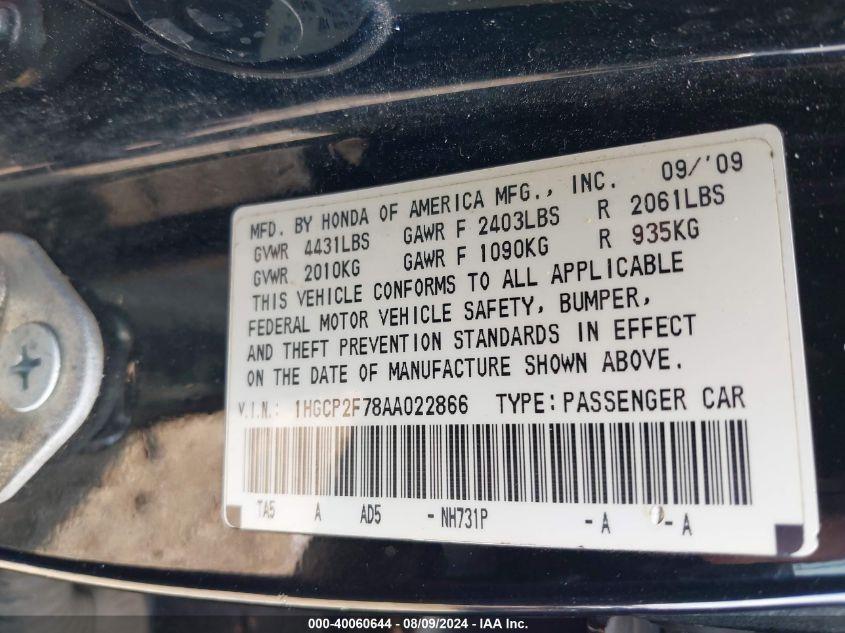 09/'09
MFD. BY HONDA OF AMERICA MFG., INC.
GVWR 4431LBS GAWR F 2403LBS R 2061LBS
GVWR 2010KG GAWR F 1090KG R 935KG
THIS VEHICLE CONFORMS TO ALL APPLICABLE
FEDERAL MOTOR VEHICLE SAFETY, BUMPER,
AND THEFT PREVENTION STANDARDS IN EFFECT
ON THE DATE OF MANUFACTURE SHOWN ABOVE.
V.I.N.: 1HGCP2F78AA022866 TYPE:PASSENGER CAR
TA5 A AD5 -NH731P -A -A
000-40060644 - 08/09/2024 - IAA Inc.